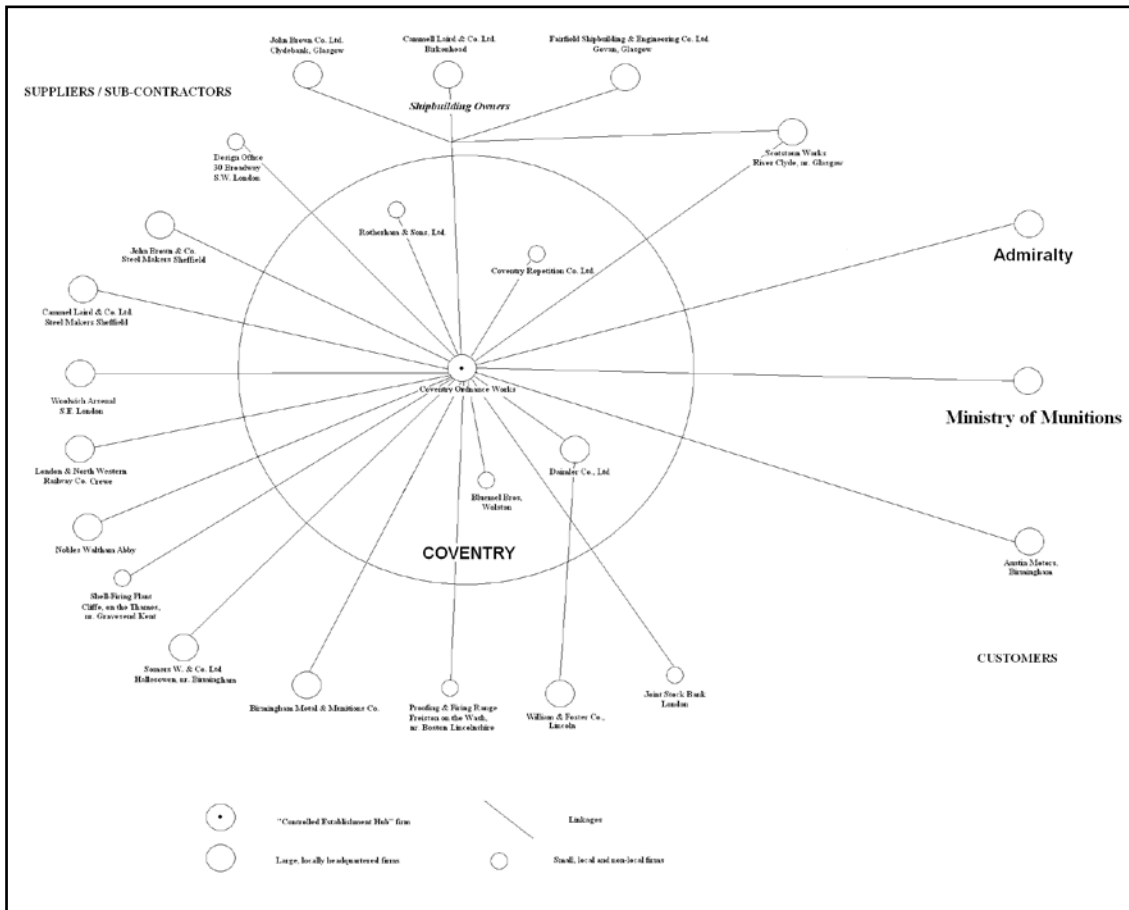 John Brown Co. Ltd.
Clydebank, Glasgow
Cammell Laird & Co. Ltd.
Birkenhead
Fairfield Shipbuilding & Engineering Co. Ltd.
Govan, Glasgow
SUPPLIERS / SUB-CONTRACTORS
Shipbuilding Owners
Design Office
30 Broadway
S.W. London
Scotstoun Works
River Clyde, nr. Glasgow
Rotherham & Sons, Ltd.
John Brown & Co.
Steel Makers Sheffield
Coventry Repetition Co. Ltd.
Admiralty
Cammel Laird & Co. Ltd
Steel Makers Sheffield
Coventry Ordnance Works
Woolwich Arsenal
S.E. London
Ministry of Munitions
London & North Western
Railway Co. Crewe
Daimler Co., Ltd
Bluemel Bros,
Wolston
Nobles Waltham Abby
COVENTRY
Austin Motors,
Birmingham
Shell-Firing Plant
Cliffe, on the Thames,
nr. Gravesend Kent
Somers W. & Co. Ltd
Halesowen, nr. Birmingham
CUSTOMERS
Birmingham Metal & Munitions Co.
Proofing & Firing Range
Freiston on the Wash,
nr. Boston Lincolnshire
Willison & Foster Co.,
Lincoln
Joint Stock Bank
London
"Controlled Establishment Hub" firm
Linkages
Large, locally headquartered firms
Small, local and non-local firms